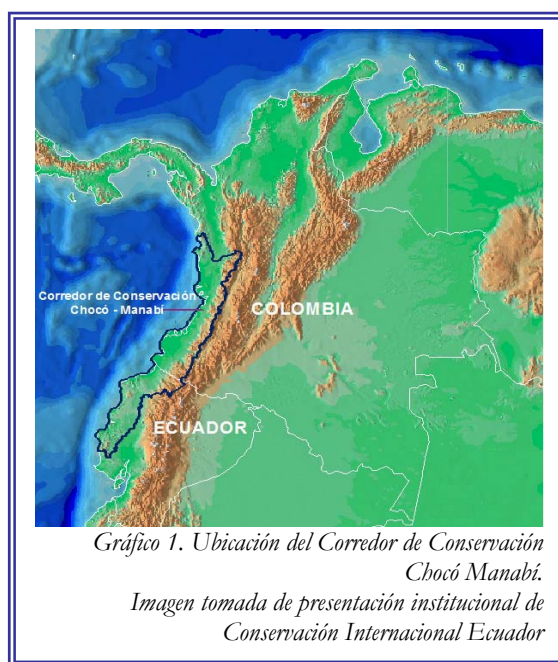 Corredor de Conservación
Chocó - Manabí
COLOMBIA
ECUADOR
Gráfico 1. Ubicación del Corredor de Conservación
Chocó Manabí.
Imagen tomada de presentación institucional de
Conservación Internacional Ecuador